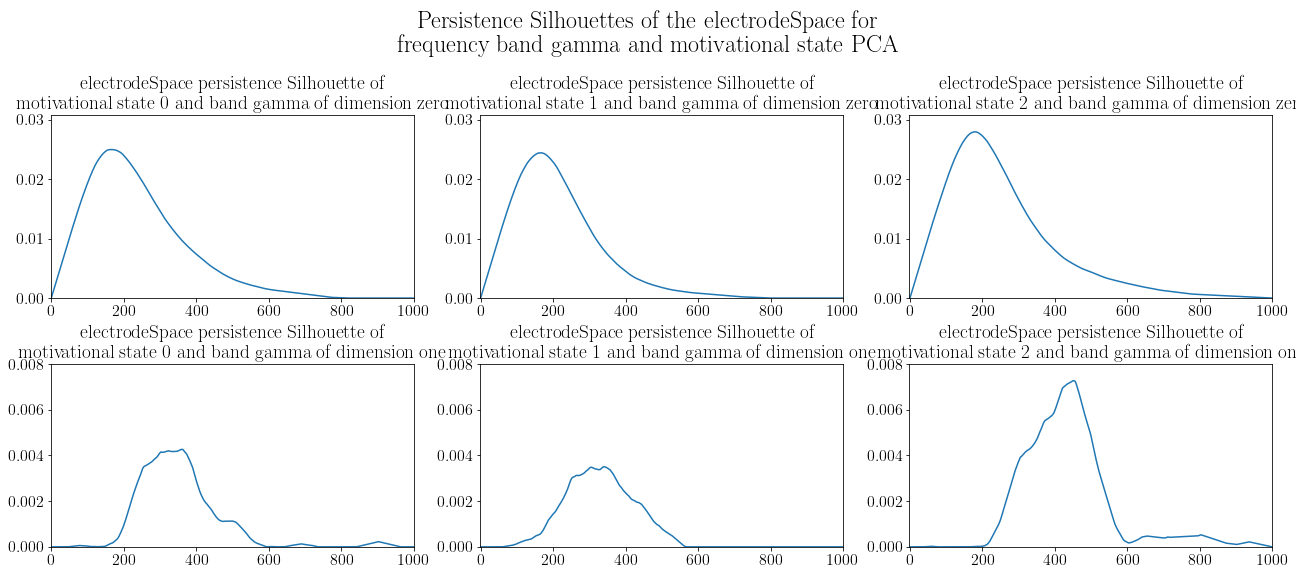 Persistence Silhouettes of the electrodeSpace for
frequency band gamma and motivational state PCA
electrodeSpace persistence Silhouette of
motivational state 0 and band gamma of dimension zero
0.03
0.02
0.01
0.00
0 200 400 600 800 1000
electrodeSpace persistence Silhouette of
motivational state 1 and band gamma of dimension zero
0.03
0.02
0.01
0.00
0 200 400 600 800 1000
electrodeSpace persistence Silhouette of
motivational state 2 and band gamma of dimension zer
0.03
0.02
0.01
0.00
0 200 400 600 800 1000
electrodeSpace persistence Silhouette of
motivational state 0 and band gamma of dimension one
0.008
0.006
0.004
0.002
0.000
0 200 400 600 800 1000
electrodeSpace persistence Silhouette of
motivational state 1 and band gamma of dimension one
0.008
0.006
0.004
0.002
0.000
0 200 400 600 800 1000
electrodeSpace persistence Silhouette of
motivational state 2 and band gamma of dimension on
0.008
0.006
0.004
0.002
0.000
0 200 400 600 800 1000